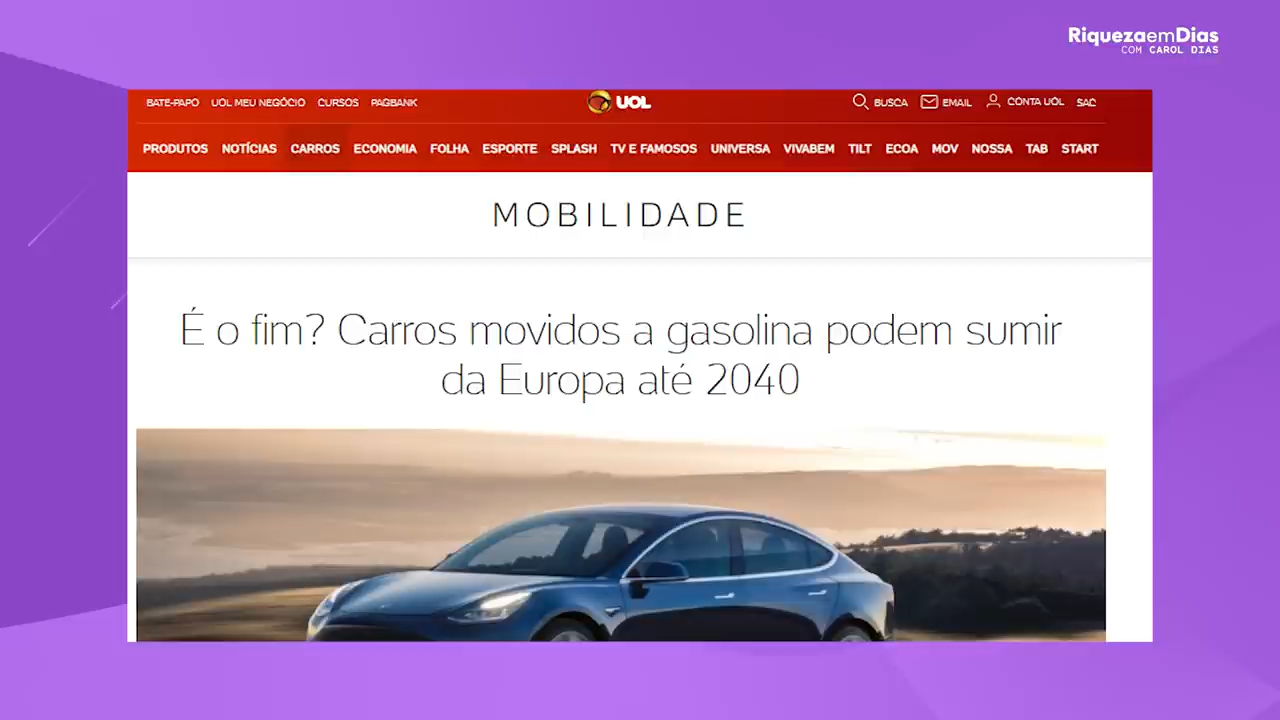 RiquezaemDias
COM CAROL DIAS
BATE-PAPO UOL MEU NEGÓCIO CURSOS PAGBANK UOL BUSCA EMAIL CONTA UOL SAC
PRODUTOS NOTÍCIAS CARROS ECONOMIA FOLHA ESPORTE SPLASH TV E FAMOSOS UNIVERSA VIVABEM TILT ECOA MOV NOSSA TAB START
MOBILIDADE
É o fim? Carros movidos a gasolina podem sumir
da Europa até 2040